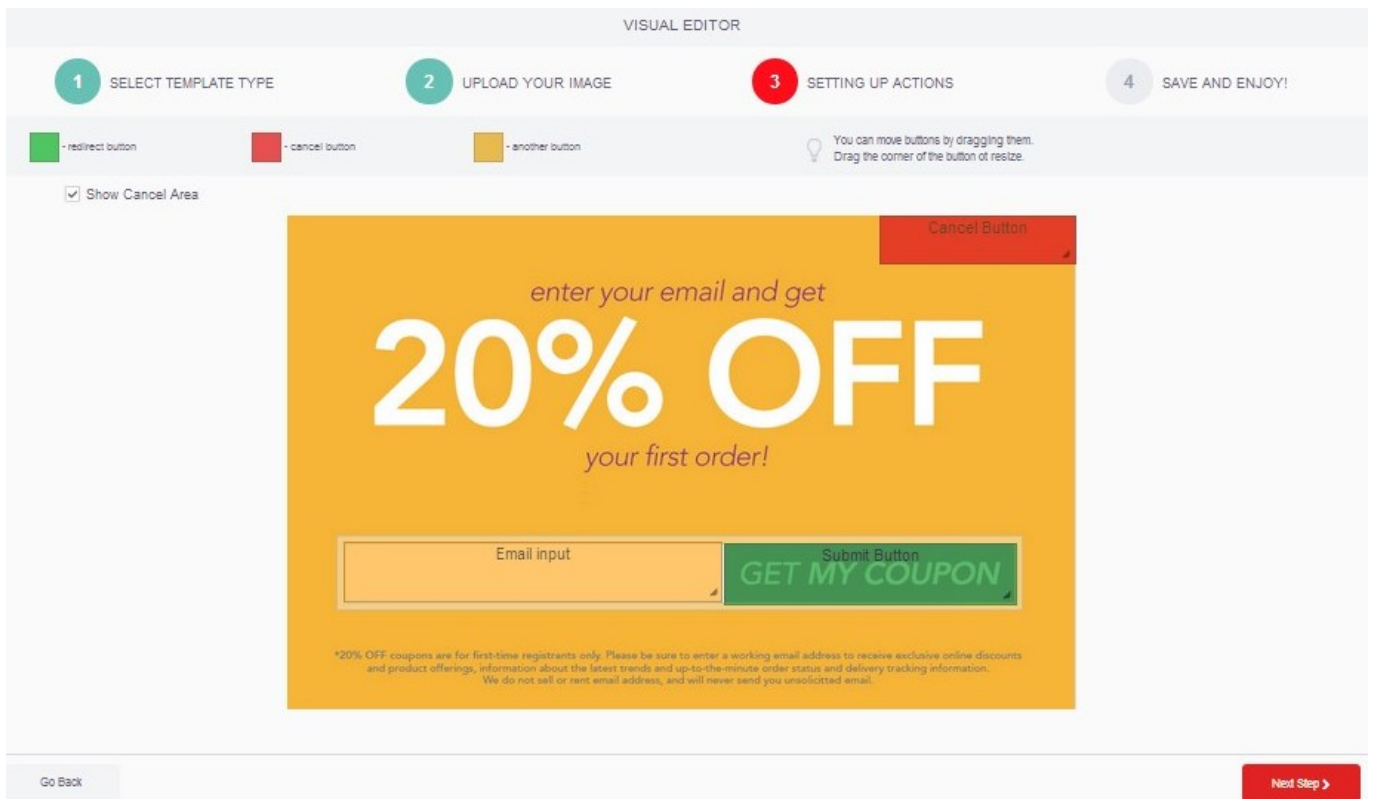 VISUAL EDITOR
1 SELECT TEMPLATE TYPE
2 UPLOAD YOUR IMAGE
3 SETTING UP ACTIONS
4 SAVE AND ENJOY!
- redirect button
- cancel button
- another button
You can move buttons by dragging them.
Drag the corner of the button ot resize.
Show Cancel Area
Cancel Button
enter your email and get
20% OFF
your first order!
Email input
Submit Button
GET MY COUPON
*20% OFF coupons are for first-time registrants only. Please be sure to enter a working email address to receive exclusive online discounts
and product offerings, information about the latest trends and up-to-the-minute order status and delivery tracking information.
We do not sell or rent email address, and will never send you unsolicitted email.
Go Back
Next Step